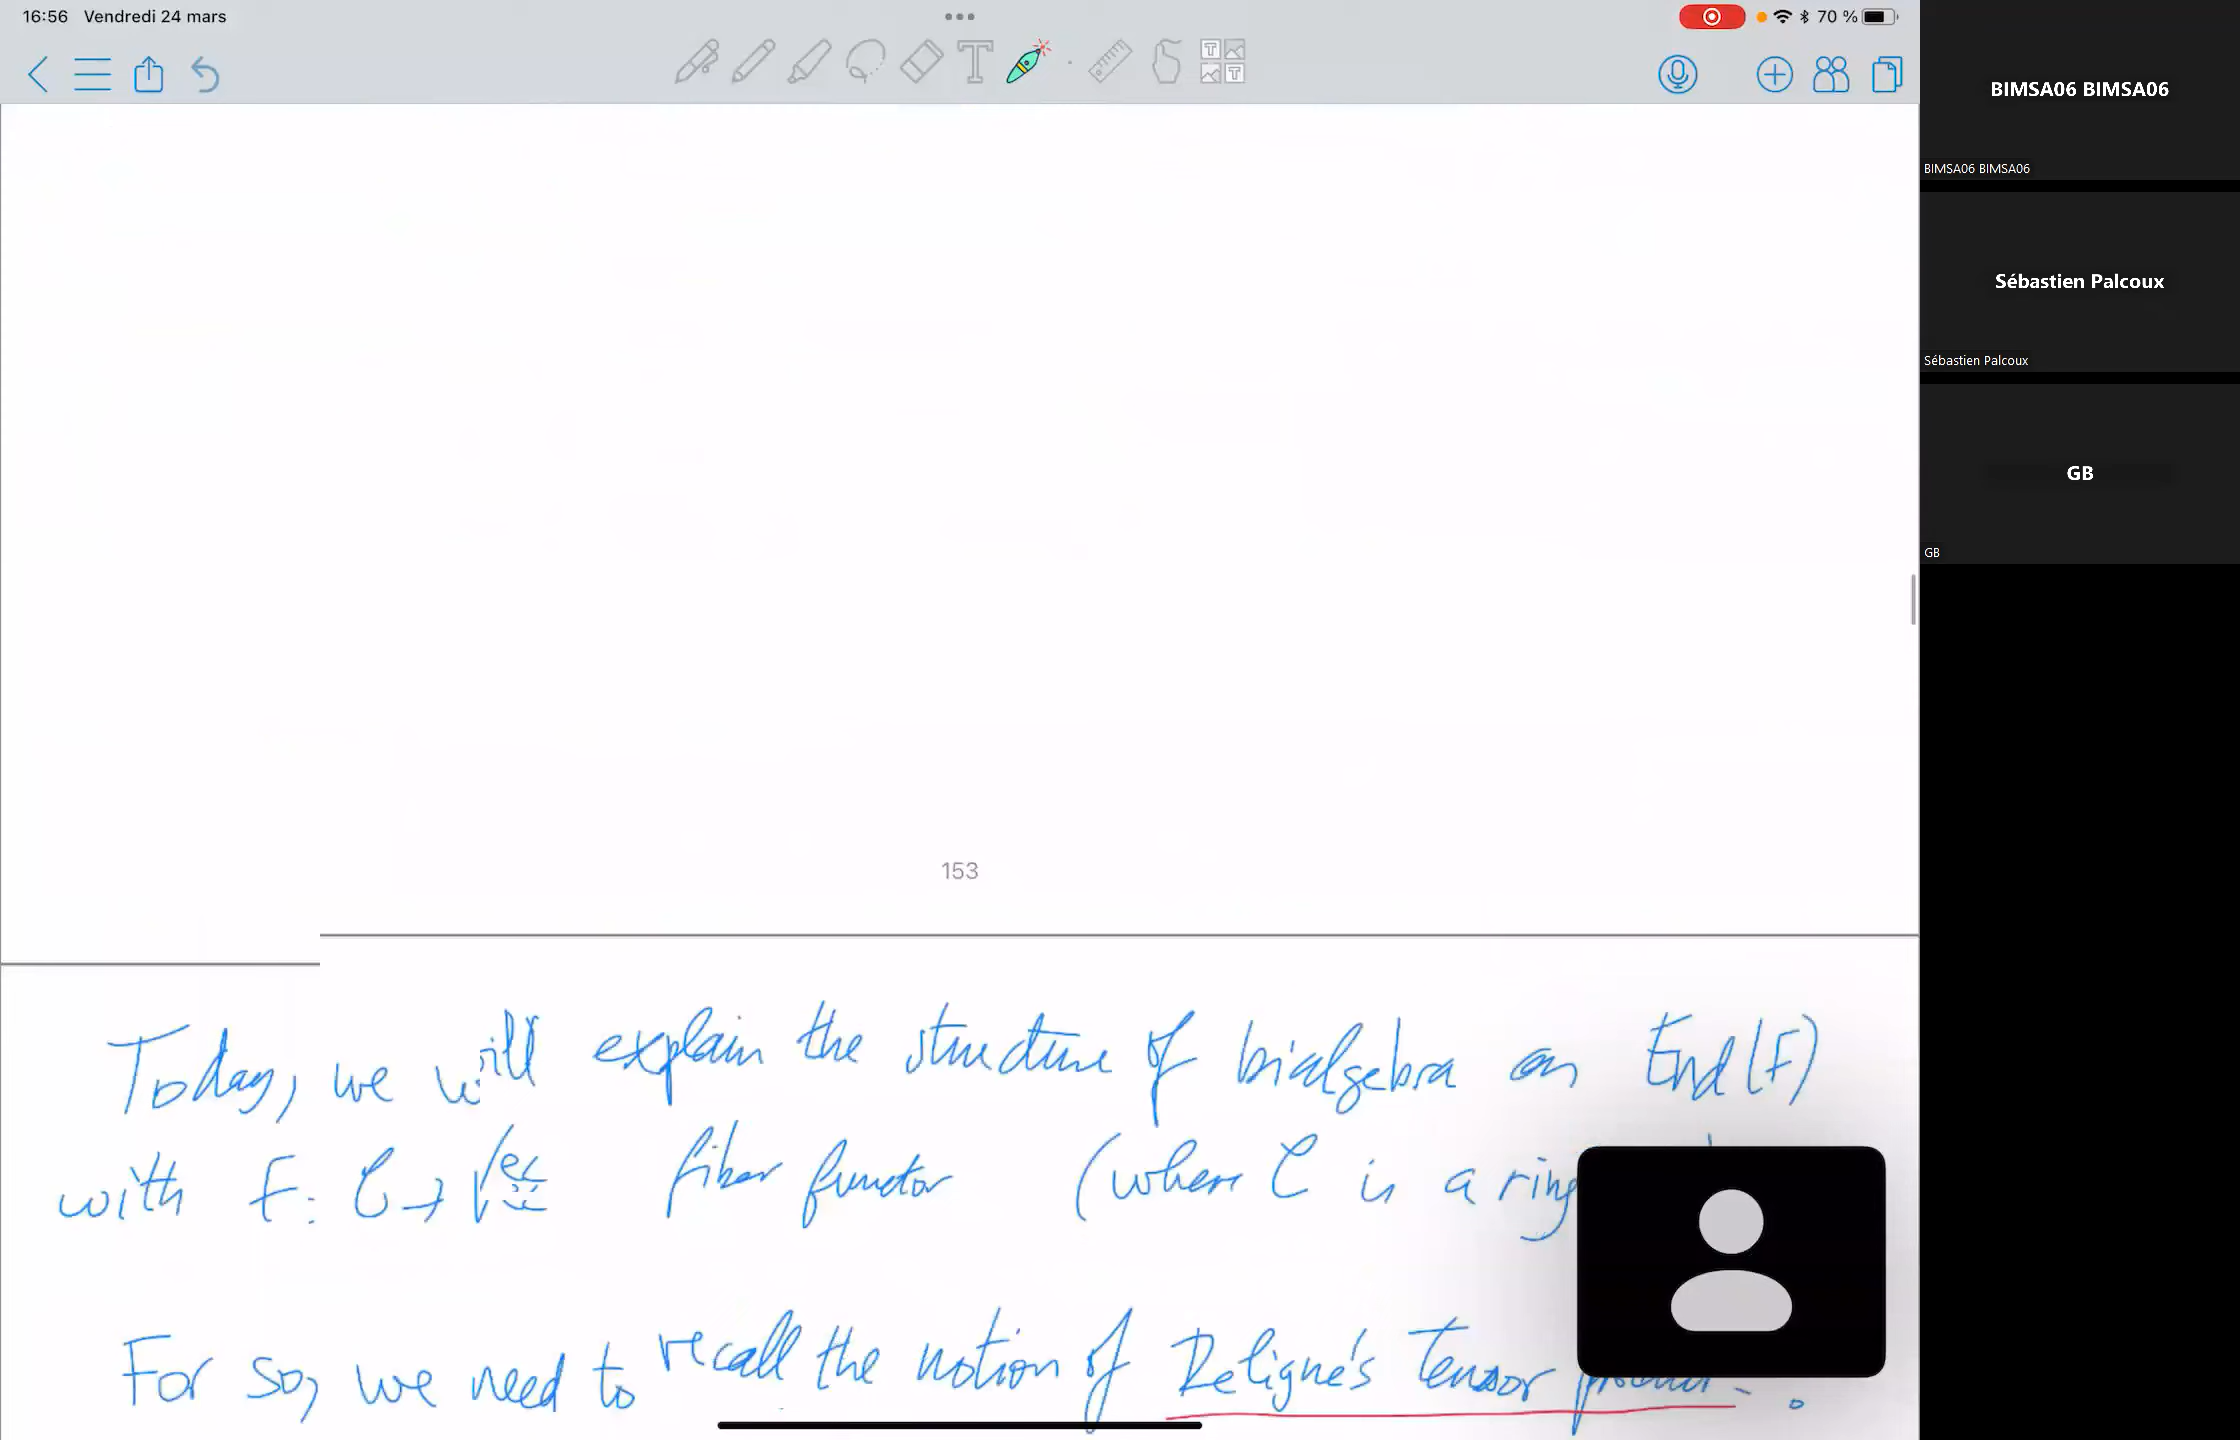 16:56 Vendredi 24 mars
70 %
BIMSA06 BIMSA06
BIMSA06 BIMSA06
Sébastien Palcoux
Sébastien Palcoux
GB
GB
153
Today, we will explain the structure of bialgebra on End(F)
with F: C → Vec fiber functor (where C is a ring
For so, we need to recall the notion of Deligne's tensor product.